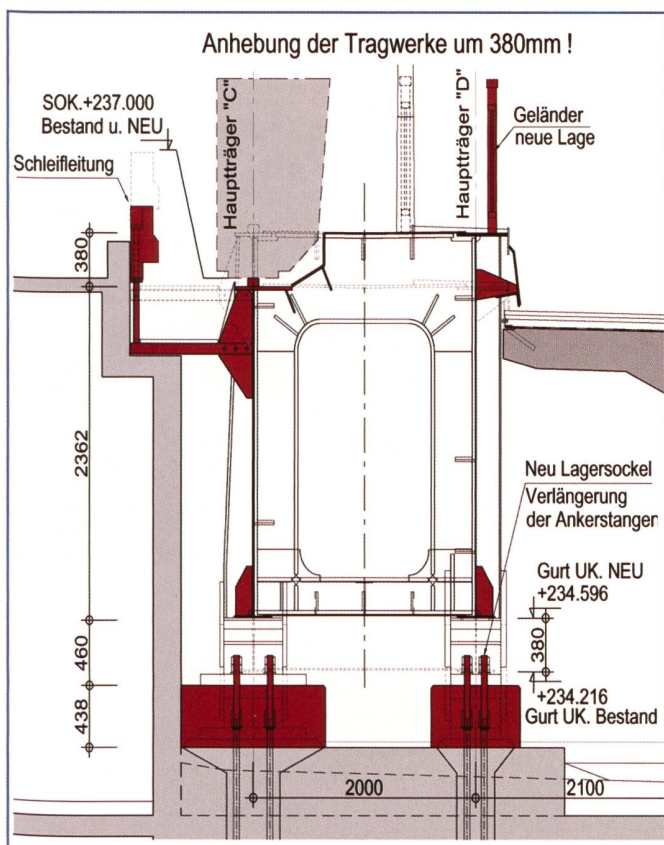 Anhebung der Tragwerke um 380mm !
SOK.+237.000
Bestand u. NEU
Schleifleitung
Hauptträger "C"
Hauptträger "D"
Geländer
neue Lage
380
2362
460
438
Neu Lagersockel
Verlängerung
der Ankerstangen
Gurt UK. NEU
+234.596
380
+234.216
Gurt UK. Bestand
2000
2100